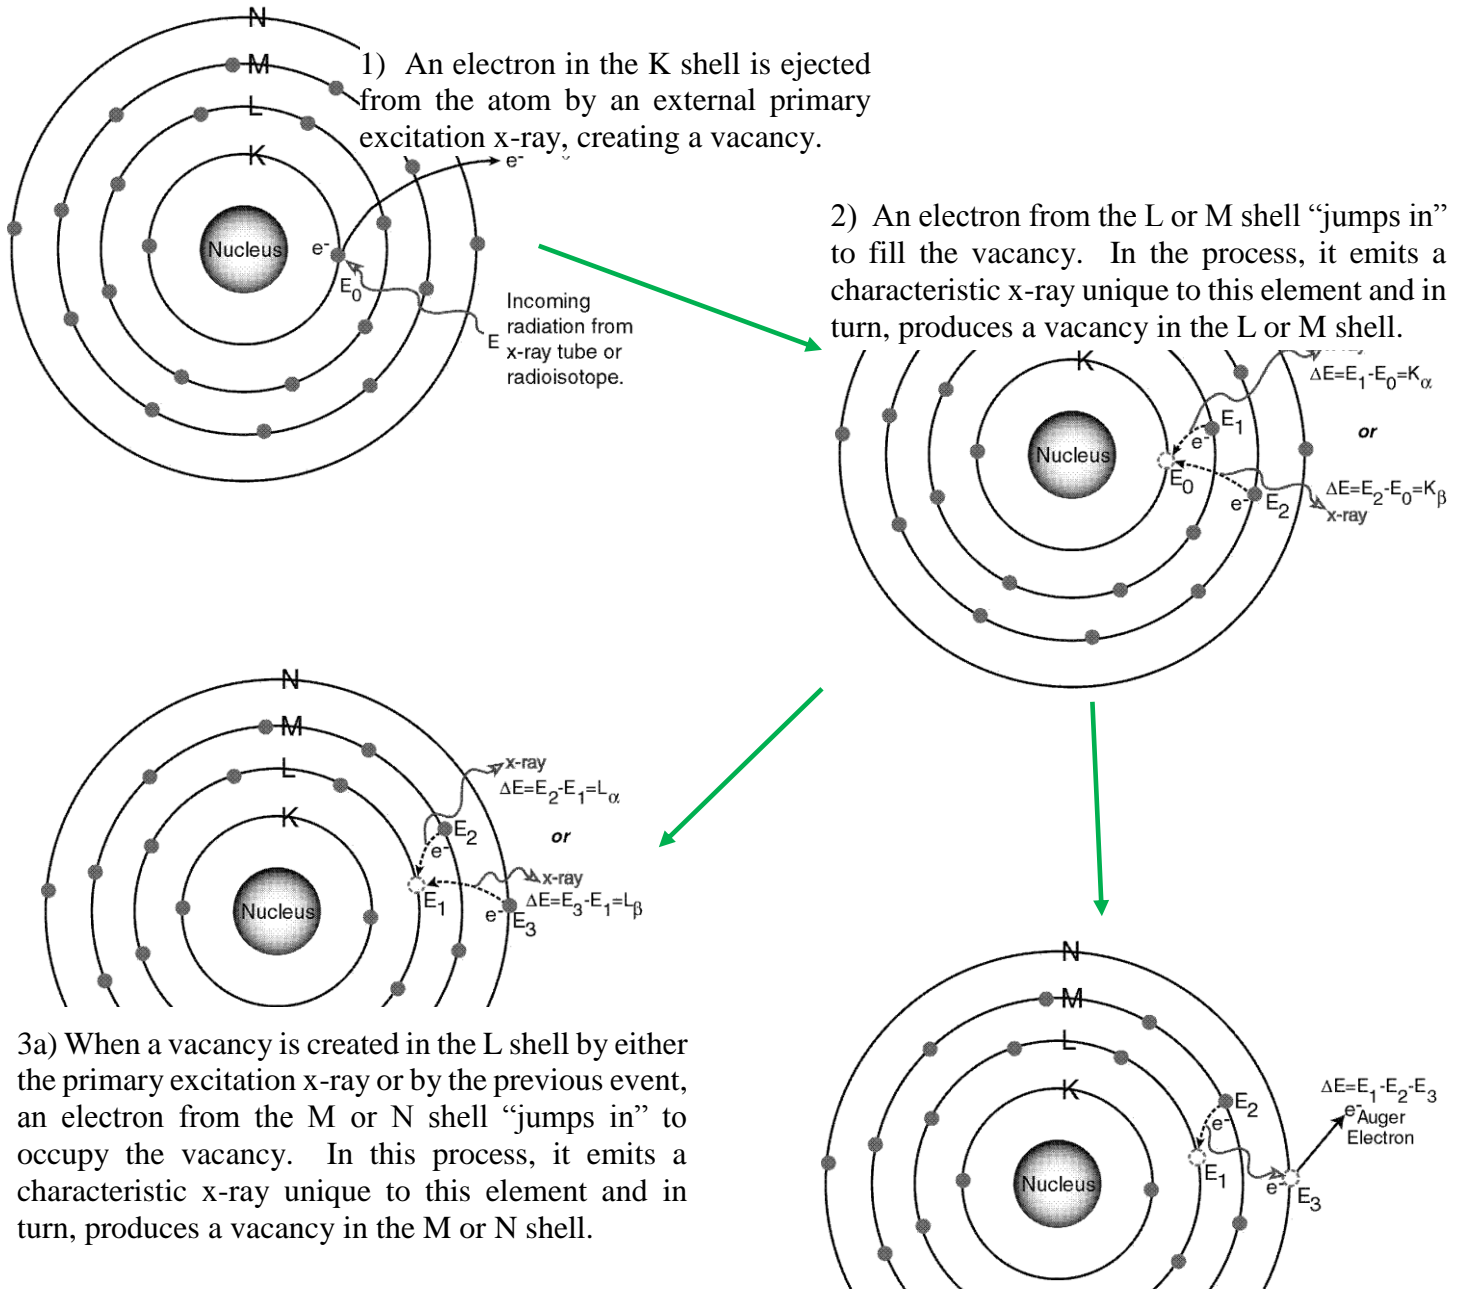 N
M
L
K
1) An electron in the K shell is ejected
from the atom by an external primary
excitation x-ray, creating a vacancy.
e-
Nucleus
e-
E0
E
Incoming
radiation from
x-ray tube or
radioisotope.
2) An electron from the L or M shell “jumps in”
to fill the vacancy. In the process, it emits a
characteristic x-ray unique to this element and in
turn, produces a vacancy in the L or M shell.
K
ΔE=E1-E0=Kα
or
E1
e-
Nucleus
E0
ΔE=E2-E0=Kβ
e-
E2
x-ray
N
M
L
K
x-ray
ΔE=E2-E1=Lα
or
E2
e-
x-ray
ΔE=E3-E1=Lβ
E1
e-
E3
Nucleus
3a) When a vacancy is created in the L shell by either
the primary excitation x-ray or by the previous event,
an electron from the M or N shell “jumps in” to
occupy the vacancy. In this process, it emits a
characteristic x-ray unique to this element and in
turn, produces a vacancy in the M or N shell.
N
M
L
K
ΔE=E1-E2-E3
e-
Auger
Electron
E2
e-
E1
e-
E3
Nucleus